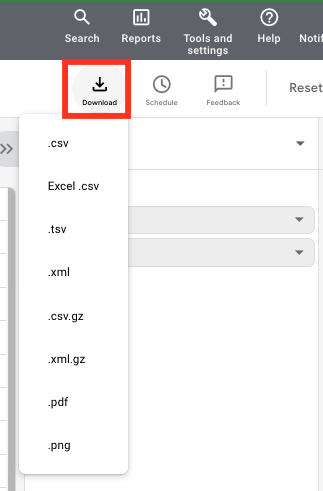 Search
Reports
Tools and
settings
Help
Notif
Download
Schedule
Feedback
Reset
.csv
Excel .csv
.tsv
.xml
.csv.gz
.xml.gz
.pdf
.png